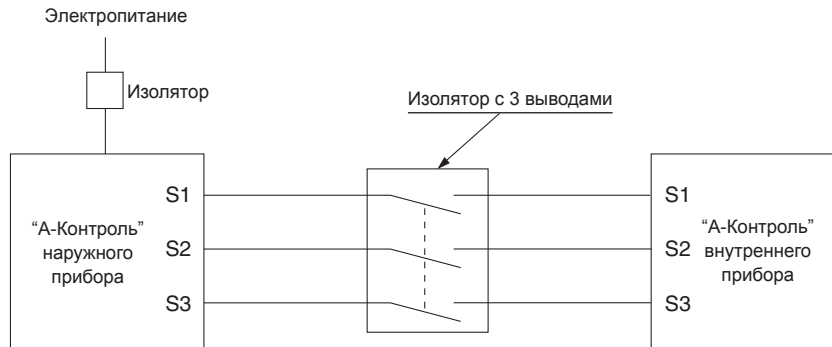 Электропитание
Изолятор
Изолятор с 3 выводами
“А-Контроль”
наружного
прибора
S1
S2
S3
S1
S2
S3
“А-Контроль”
внутреннего
прибора